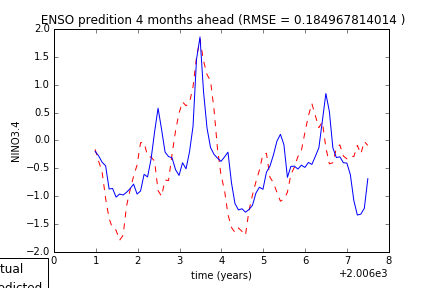 ENSO predition 4 months ahead (RMSE = 0.184967814014 )
2.0
1.5
1.0
0.5
0.0
−0.5
−1.0
−1.5
−2.0
NINO3.4
0 1 2 3 4 5 6 7 8
time (years)
+2.006e3
tual
edicted